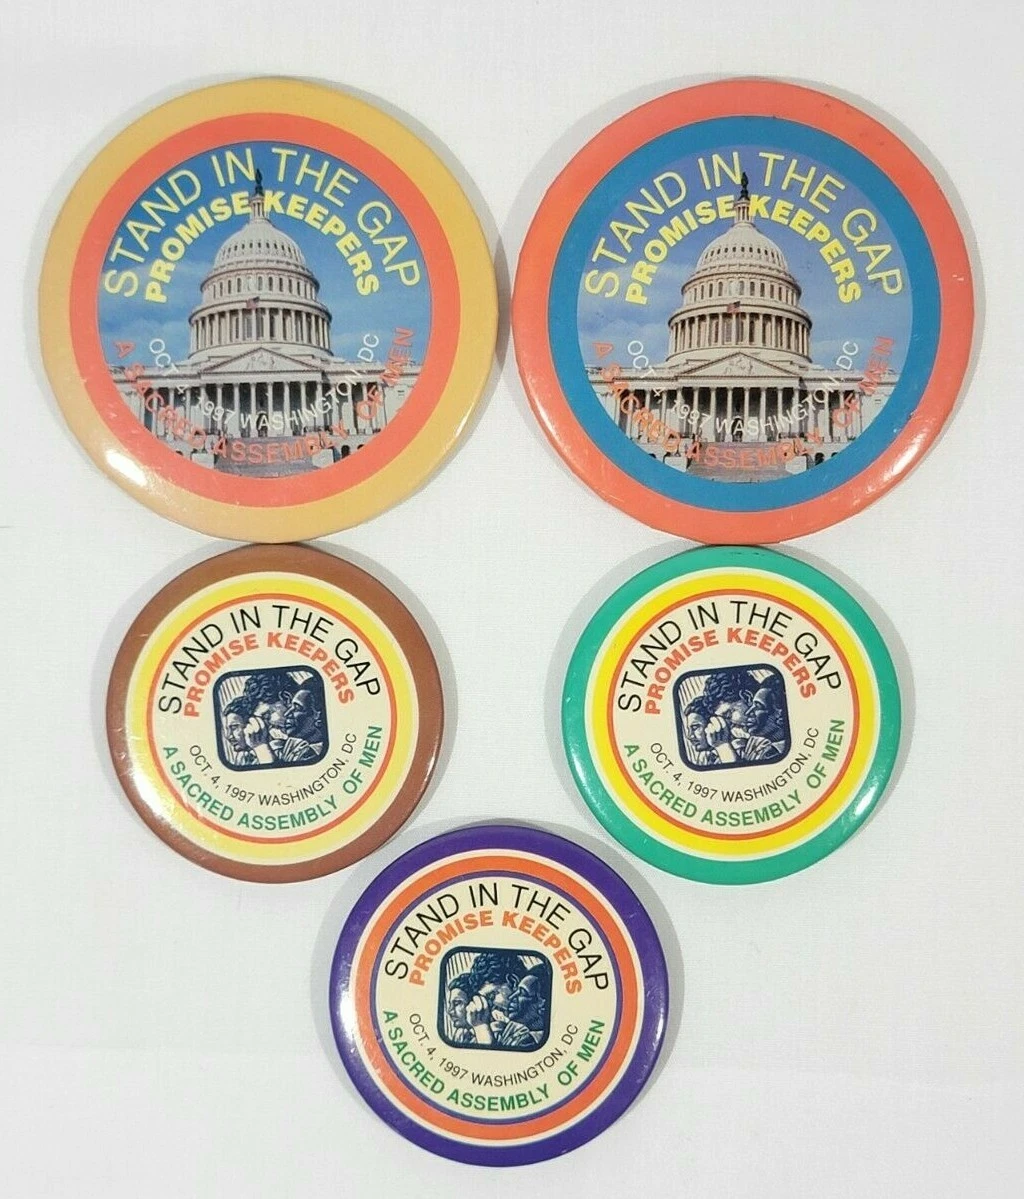 STAND IN THE GAP
PROMISE KEEPERS
OCT. 4, 1997 WASHINGTON, DC
A SACRED ASSEMBLY OF MEN
STAND IN THE GAP
PROMISE KEEPERS
OCT. 4, 1997 WASHINGTON, DC
A SACRED ASSEMBLY OF MEN
STAND IN THE GAP
PROMISE KEEPERS
OCT. 4, 1997 WASHINGTON, DC
A SACRED ASSEMBLY OF MEN
STAND IN THE GAP
PROMISE KEEPERS
OCT. 4, 1997 WASHINGTON, DC
A SACRED ASSEMBLY OF MEN
STAND IN THE GAP
PROMISE KEEPERS
OCT. 4, 1997 WASHINGTON, DC
A SACRED ASSEMBLY OF MEN